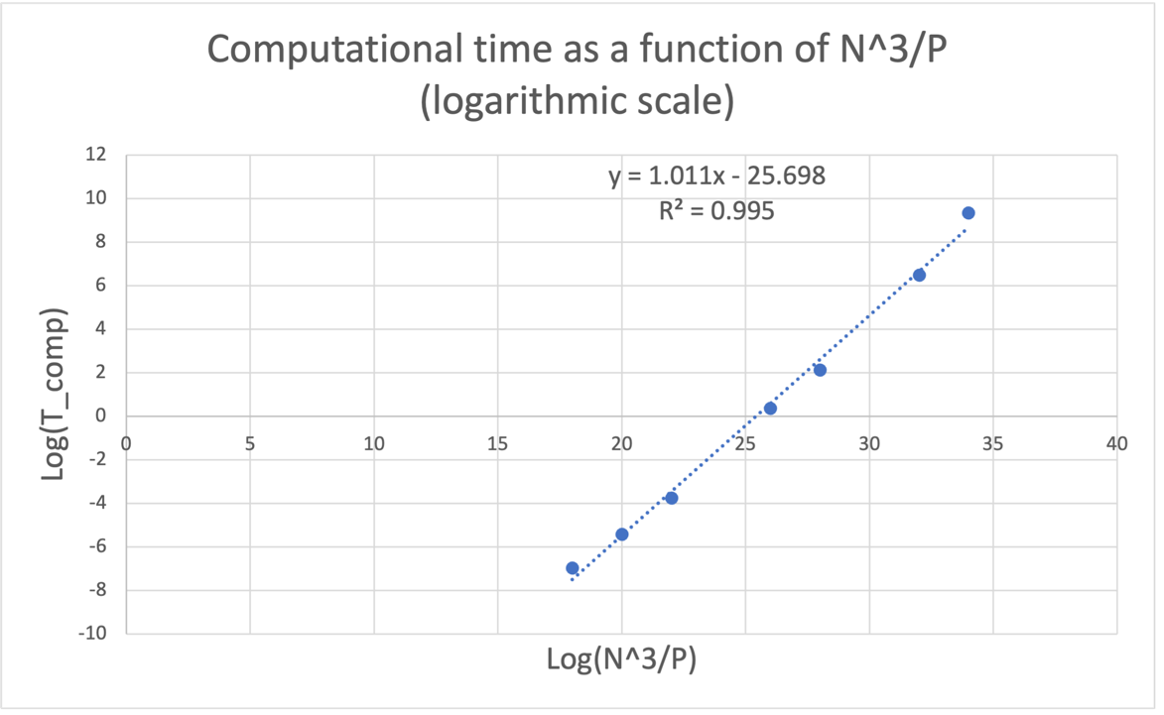 Computational time as a function of N^3/P
(logarithmic scale)
y = 1.011x - 25.698
R² = 0.995
12
10
8
6
4
2
0
-2
-4
-6
-8
-10
0 5 10 15 20 25 30 35 40
Log(T_comp)
Log(N^3/P)